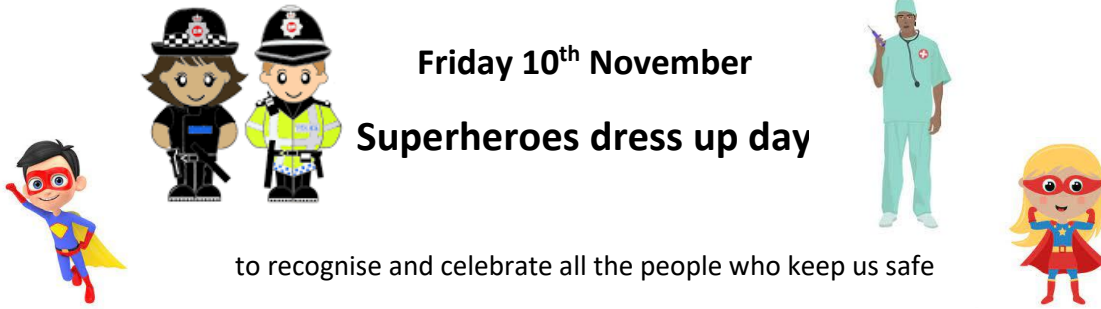 Friday 10th November
Superheroes dress up day
to recognise and celebrate all the people who keep us safe